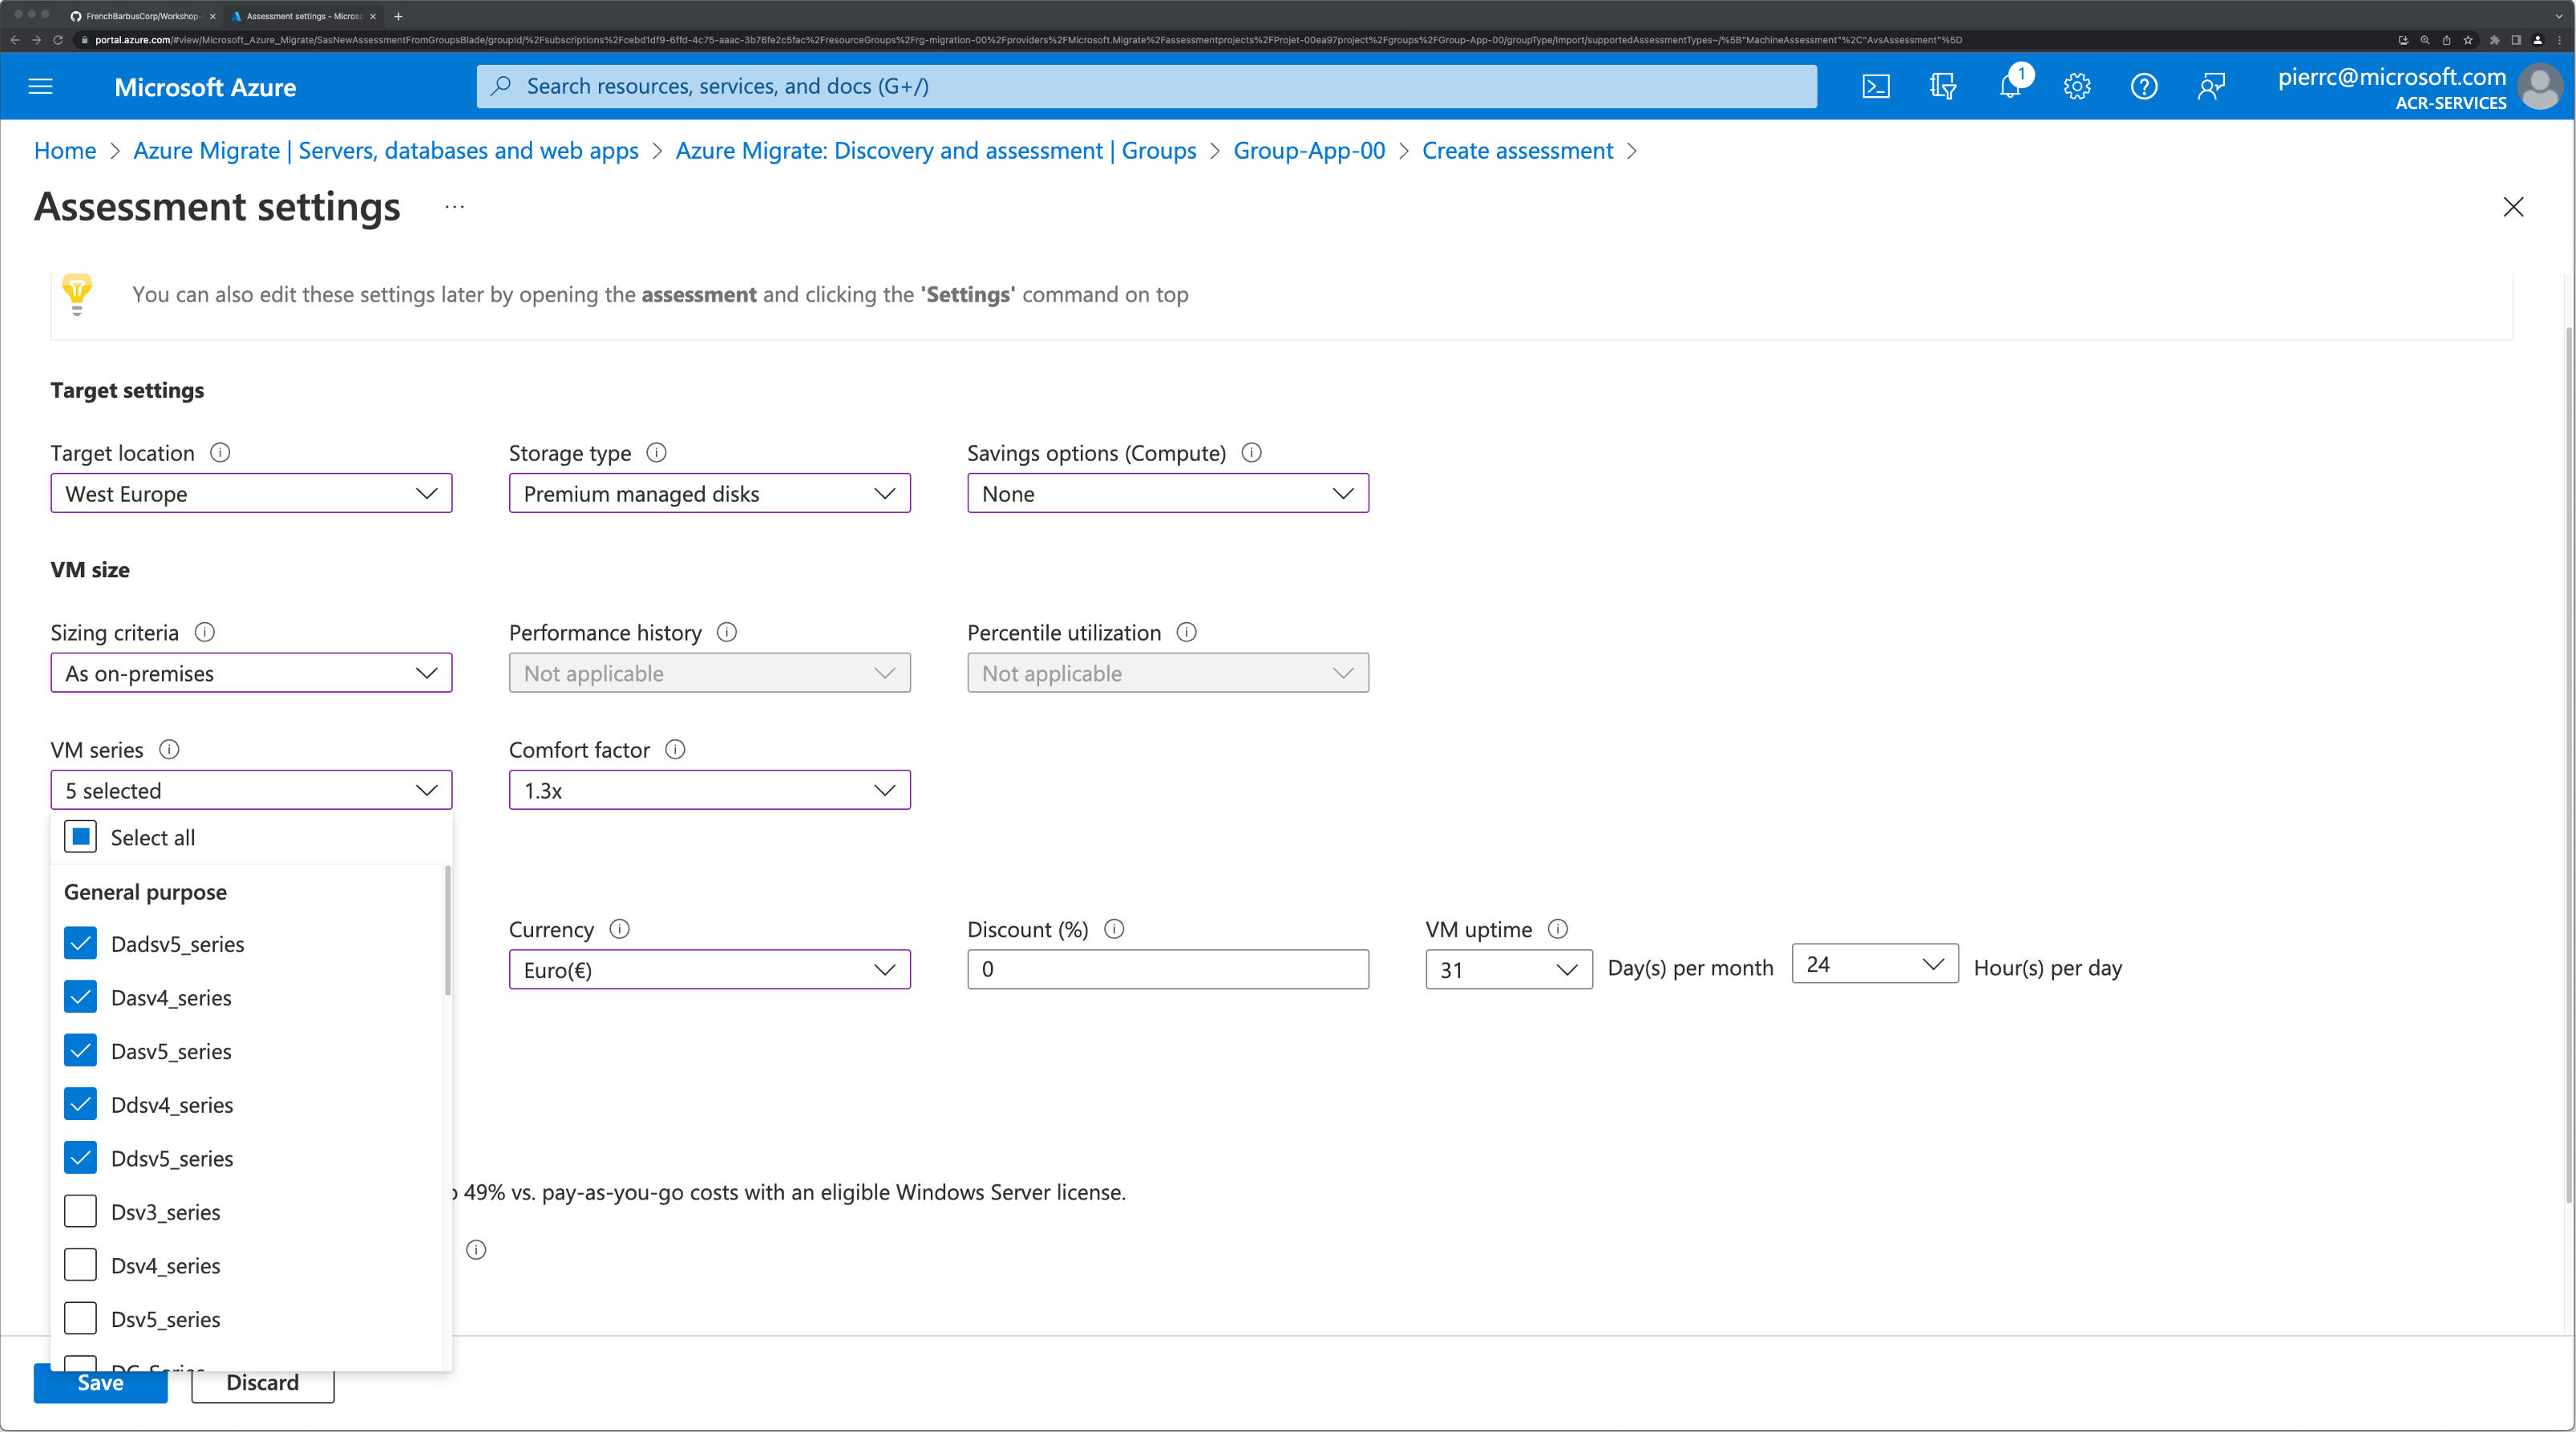 FrenchBarbusCorp/Workshop-
Assessment settings - Microso
portal.azure.com/#view/Microsoft_Azure_Migrate/SasNewAssessmentFromGroupsBlade/groupId/%2Fsubscriptions%2Fcebd1df9-6ffd-4c75-aaac-3b76fe2c5fac%2FresourceGroups%2Frg-migration-00%2Fproviders%2FMicrosoft.Migrate%2Fassessmentprojects%2FProjet-00ea97project%2Fgroups%2FGroup-App-00/groupType/Import/supportedAssessmentTypes~/%5B"MachineAssessment"%2C"AvsAssessment"%5D
Microsoft Azure
Search resources, services, and docs (G+/)
1
pierrc@microsoft.com
ACR-SERVICES
Home > Azure Migrate | Servers, databases and web apps > Azure Migrate: Discovery and assessment | Groups > Group-App-00 > Create assessment >
Assessment settings ...
You can also edit these settings later by opening the assessment and clicking the 'Settings' command on top
Target settings
Target location
Storage type
Savings options (Compute)
West Europe
Premium managed disks
None
VM size
Sizing criteria
Performance history
Percentile utilization
As on-premises
Not applicable
Not applicable
VM series
Comfort factor
5 selected
1.3x
Select all
General purpose
Dadsv5_series
Dasv4_series
Dasv5_series
Ddsv4_series
Ddsv5_series
Dsv3_series
Dsv4_series
Dsv5_series
Currency
Discount (%)
VM uptime
Euro(€)
0
31
Day(s) per month
24
Hour(s) per day
49% vs. pay-as-you-go costs with an eligible Windows Server license.
Save
Discard